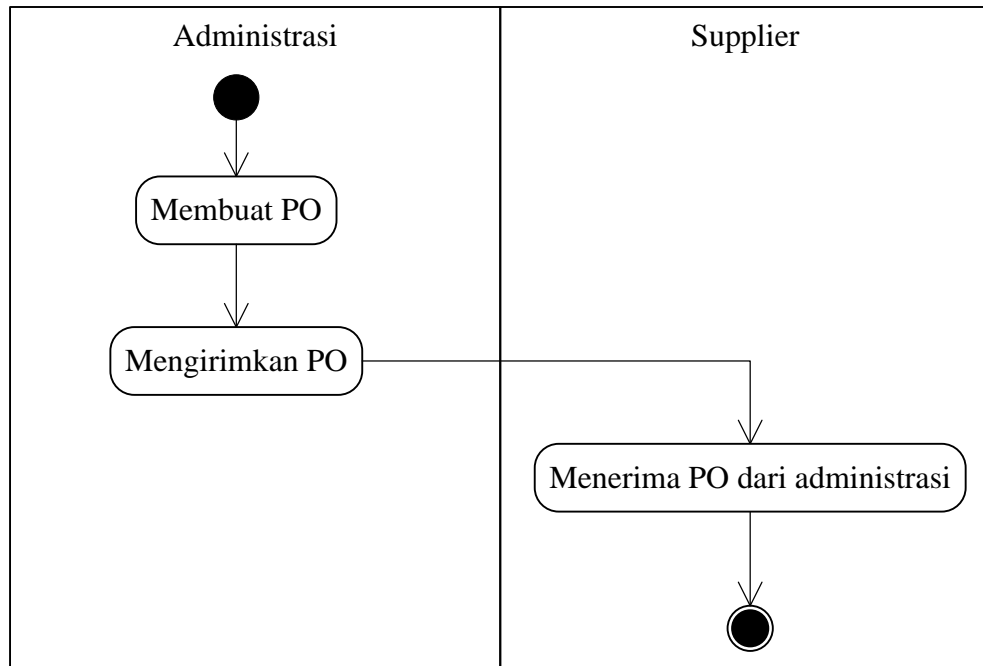 Administrasi
Supplier
Membuat PO
Mengirimkan PO
Menerima PO dari administrasi